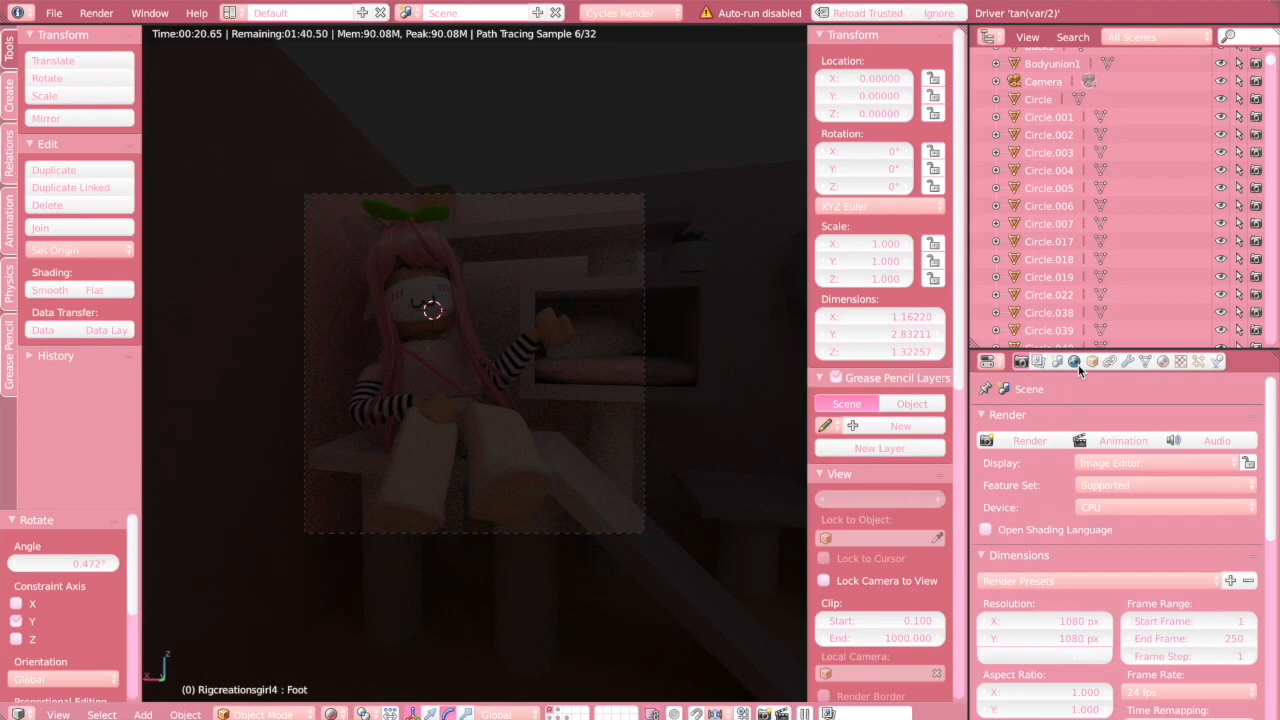 File Render Window Help Default Scene Cycles Render Auto-run disabled Reload Trusted Ignore Driver 'tan(var/2)'
Time:00:20.65 | Remaining:01:40.50 | Mem:90.08M, Peak:90.08M | Path Tracing Sample 6/32
Tools
Create
Relations
Animation
Physics
Grease Pencil
Transform
Translate
Rotate
Scale
Mirror
Edit
Duplicate
Duplicate Linked
Delete
Join
Set Origin
Shading:
Smooth Flat
Data Transfer:
Data Data Lay
History
Rotate
Angle
0.472°
Constraint Axis
X
Y
Z
Orientation
Global
Proportional Editing
x z
(0) Rigcreationsgirl4 : Foot
View Select Add Object Object Mode Global
Transform
Location:
X: 0.00000
Y: 0.00000
Z: 0.00000
Rotation:
X: 0°
Y: 0°
Z: 0°
XYZ Euler
Scale:
X: 1.000
Y: 1.000
Z: 1.000
Dimensions:
X: 1.16220
Y: 2.83211
Z: 1.32257
Grease Pencil Layers
Scene Object
New
New Layer
View
Lock to Object:
Lock to Cursor
Lock Camera to View
Clip:
Start: 0.100
End: 1000.000
Local Camera:
Render Border
View Search All Scenes
Bodyunion1
Camera
Circle
Circle.001
Circle.002
Circle.003
Circle.004
Circle.005
Circle.006
Circle.007
Circle.017
Circle.018
Circle.019
Circle.022
Circle.038
Circle.039
Scene
Render
Render Animation Audio
Display: Image Editor
Feature Set: Supported
Device: CPU
Open Shading Language
Dimensions
Render Presets
Resolution: Frame Range:
X: 1080 px Start Frame: 1
Y: 1080 px End Frame: 250
Frame Step: 1
Aspect Ratio: Frame Rate:
X: 1.000 24 fps
Y: 1.000 Time Remapping: